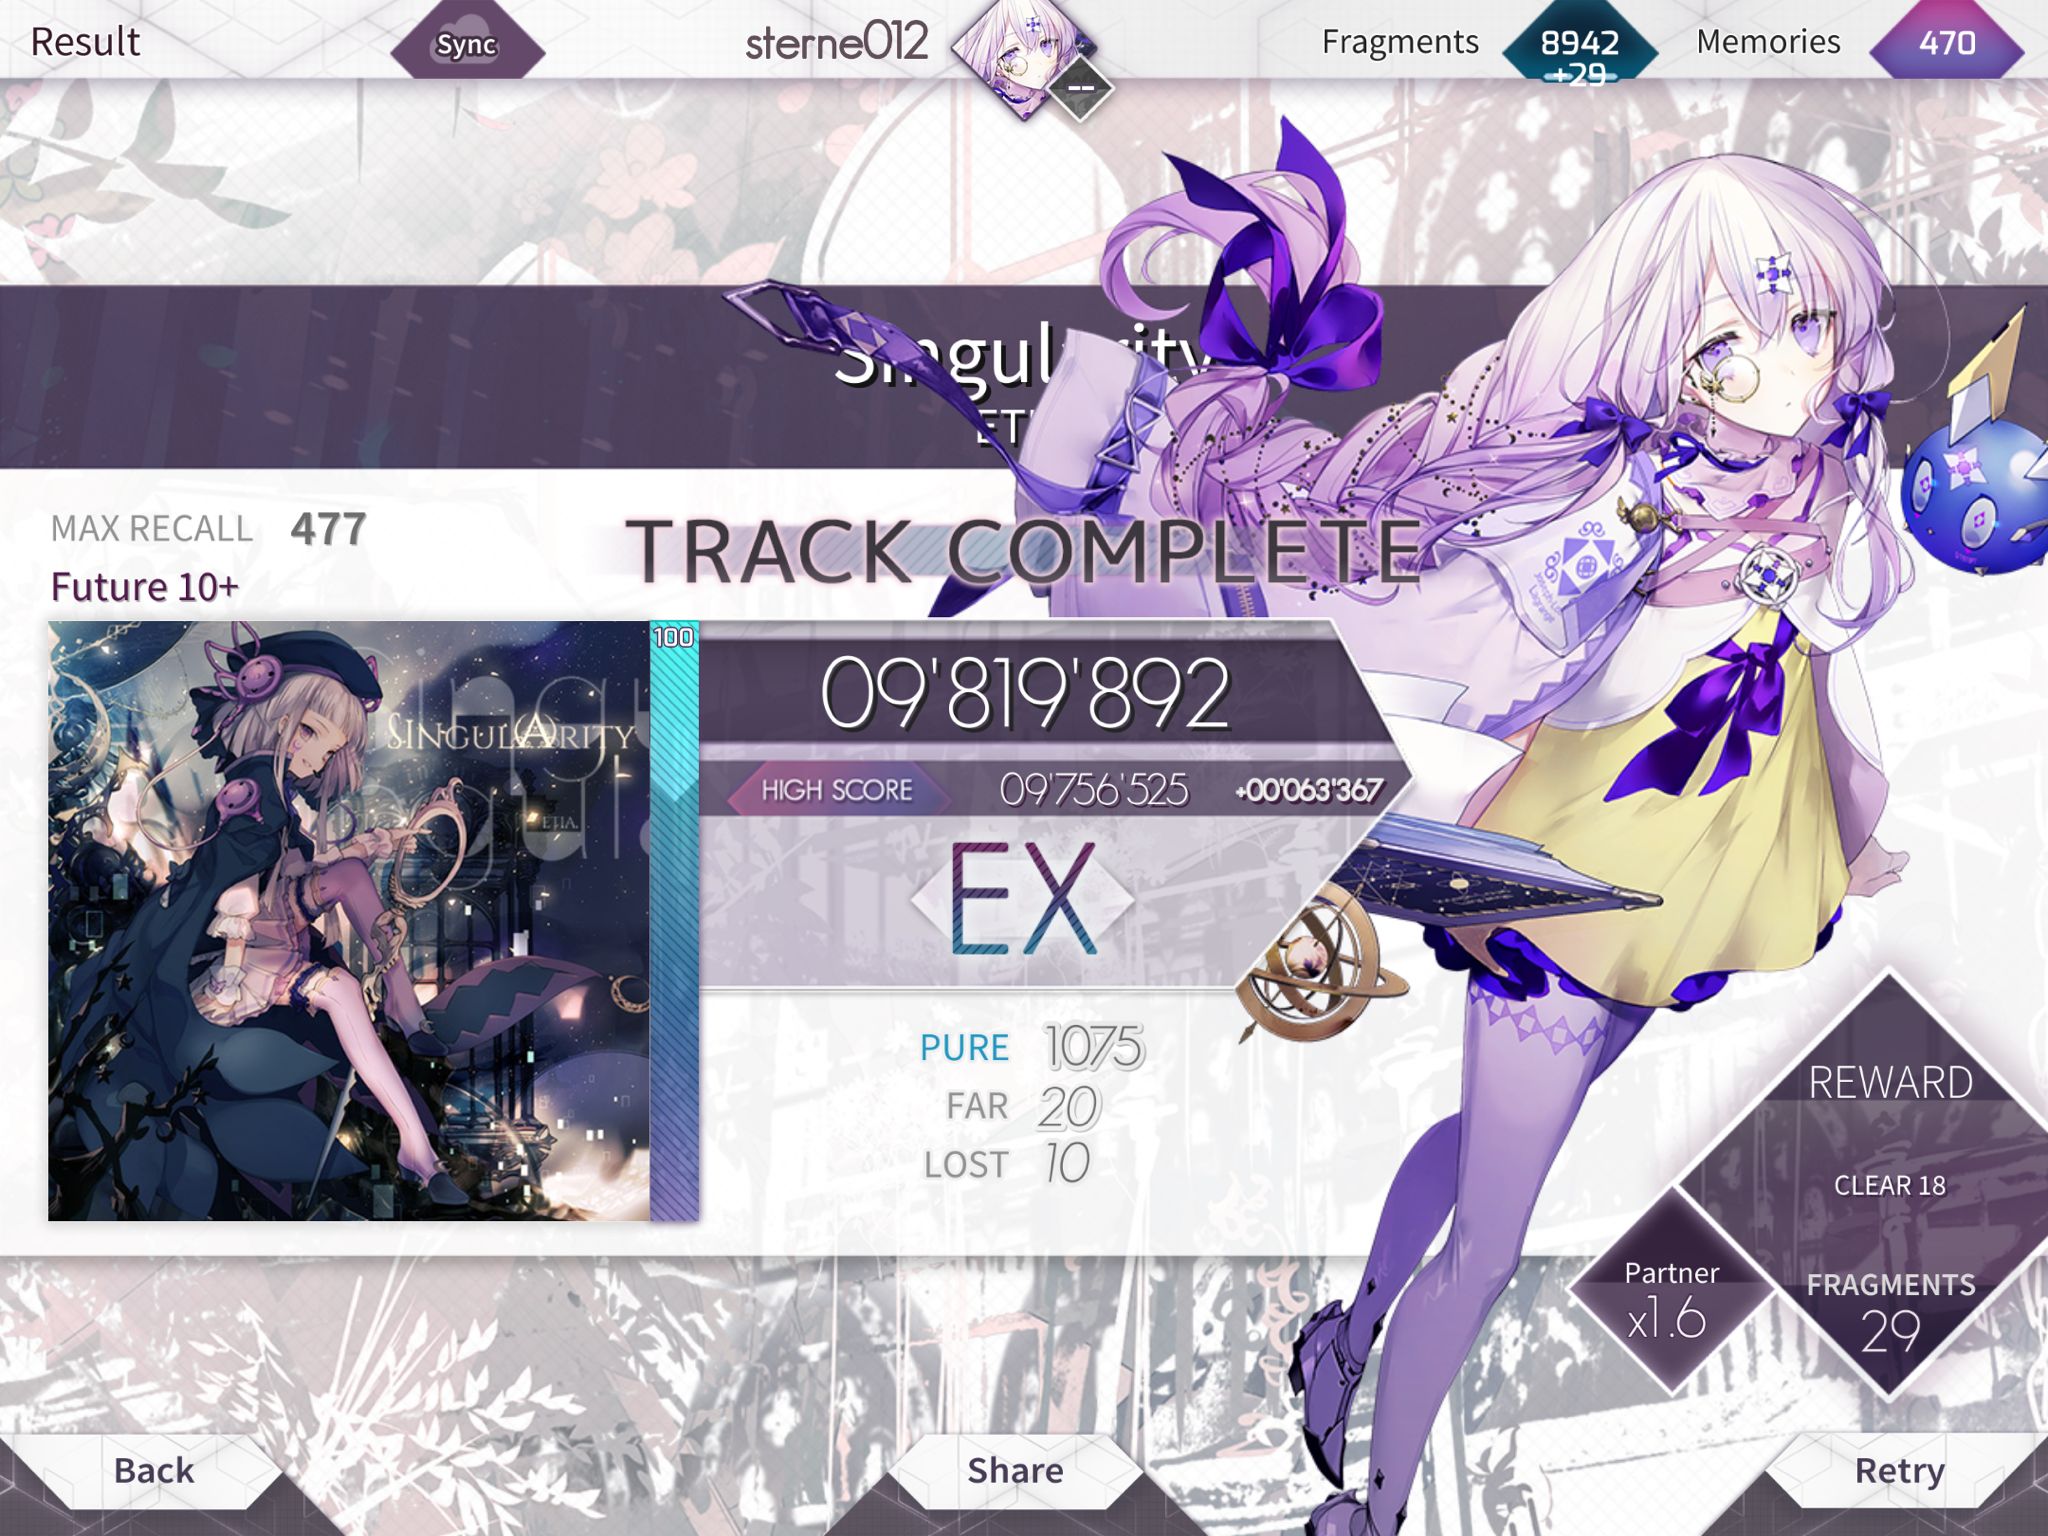 Result
Sync
sterne012
--
Fragments
8942
+29
Memories
470
MAX RECALL 477
Future 10+
TRACK COMPLETE
100
SINGULARITY
ETIA.
09'819'892
HIGH SCORE 09'756'525 +00'063'367
EX
PURE 1075
FAR 20
LOST 10
REWARD
CLEAR 18
Partner
x1.6
FRAGMENTS
29
Back
Share
Retry